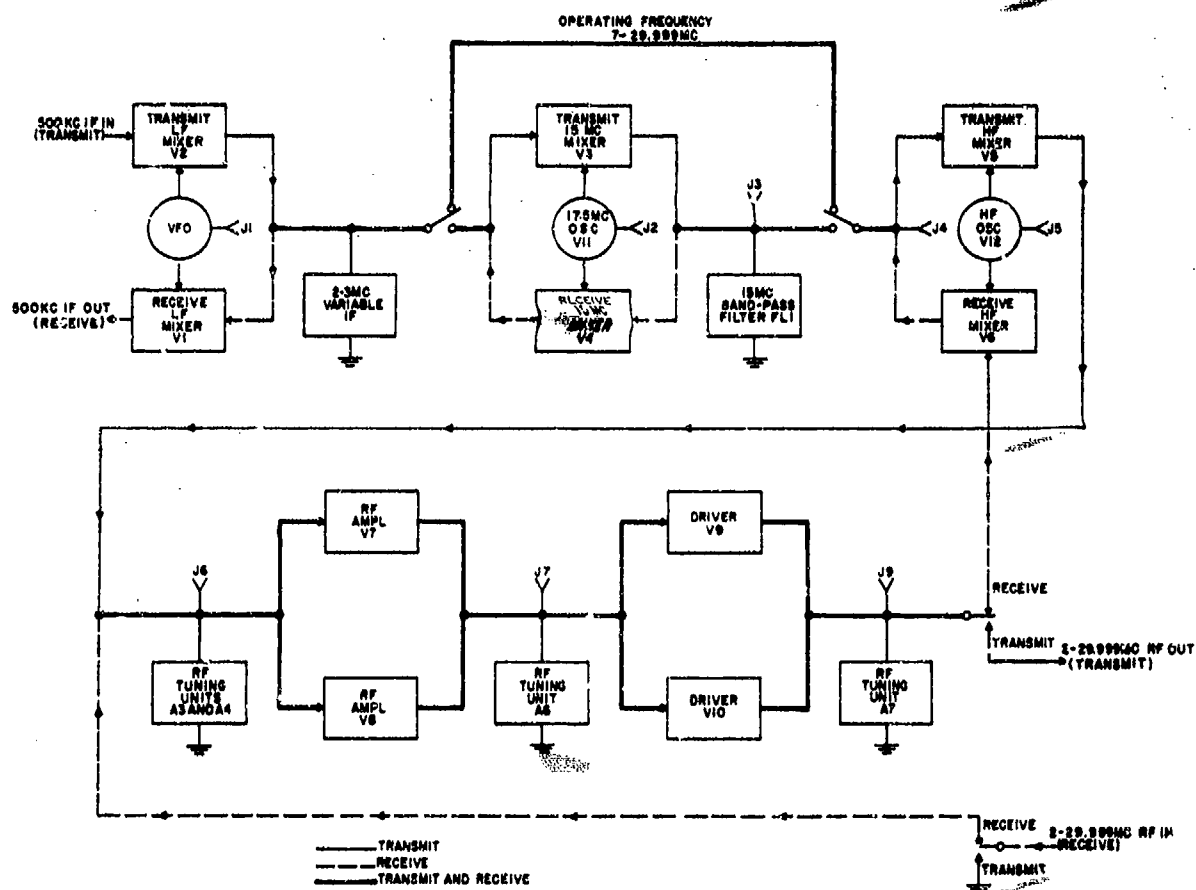 OPERATING FREQUENCY
7-29.999MC
500KC IF IN
(TRANSMIT)
TRANSMIT
LF
MIXER
V2
VFO
J1
RECEIVE
LF
MIXER
V1
500KC IF OUT
(RECEIVE)
2-3MC
VARIABLE
IF
TRANSMIT
15 MC
MIXER
V3
17.5MC
OSC
V11
J2
RECEIVE
MIXER
V4
J3
15MC
BAND-PASS
FILTER FL1
TRANSMIT
HF
MIXER
V5
J4
HF
OSC
V12
J5
RECEIVE
HF
MIXER
V6
J6
RF
TUNING
UNITS
A3 AND A4
RF
AMPL
V7
RF
AMPL
V8
J7
RF
TUNING
UNIT
A6
DRIVER
V9
DRIVER
V10
J9
RF
TUNING
UNIT
A7
RECEIVE
TRANSMIT
2-29.999MC RF OUT
(TRANSMIT)
RECEIVE
2-29.999MC RF IN
(RECEIVE)
TRANSMIT
TRANSMIT
RECEIVE
TRANSMIT AND RECEIVE